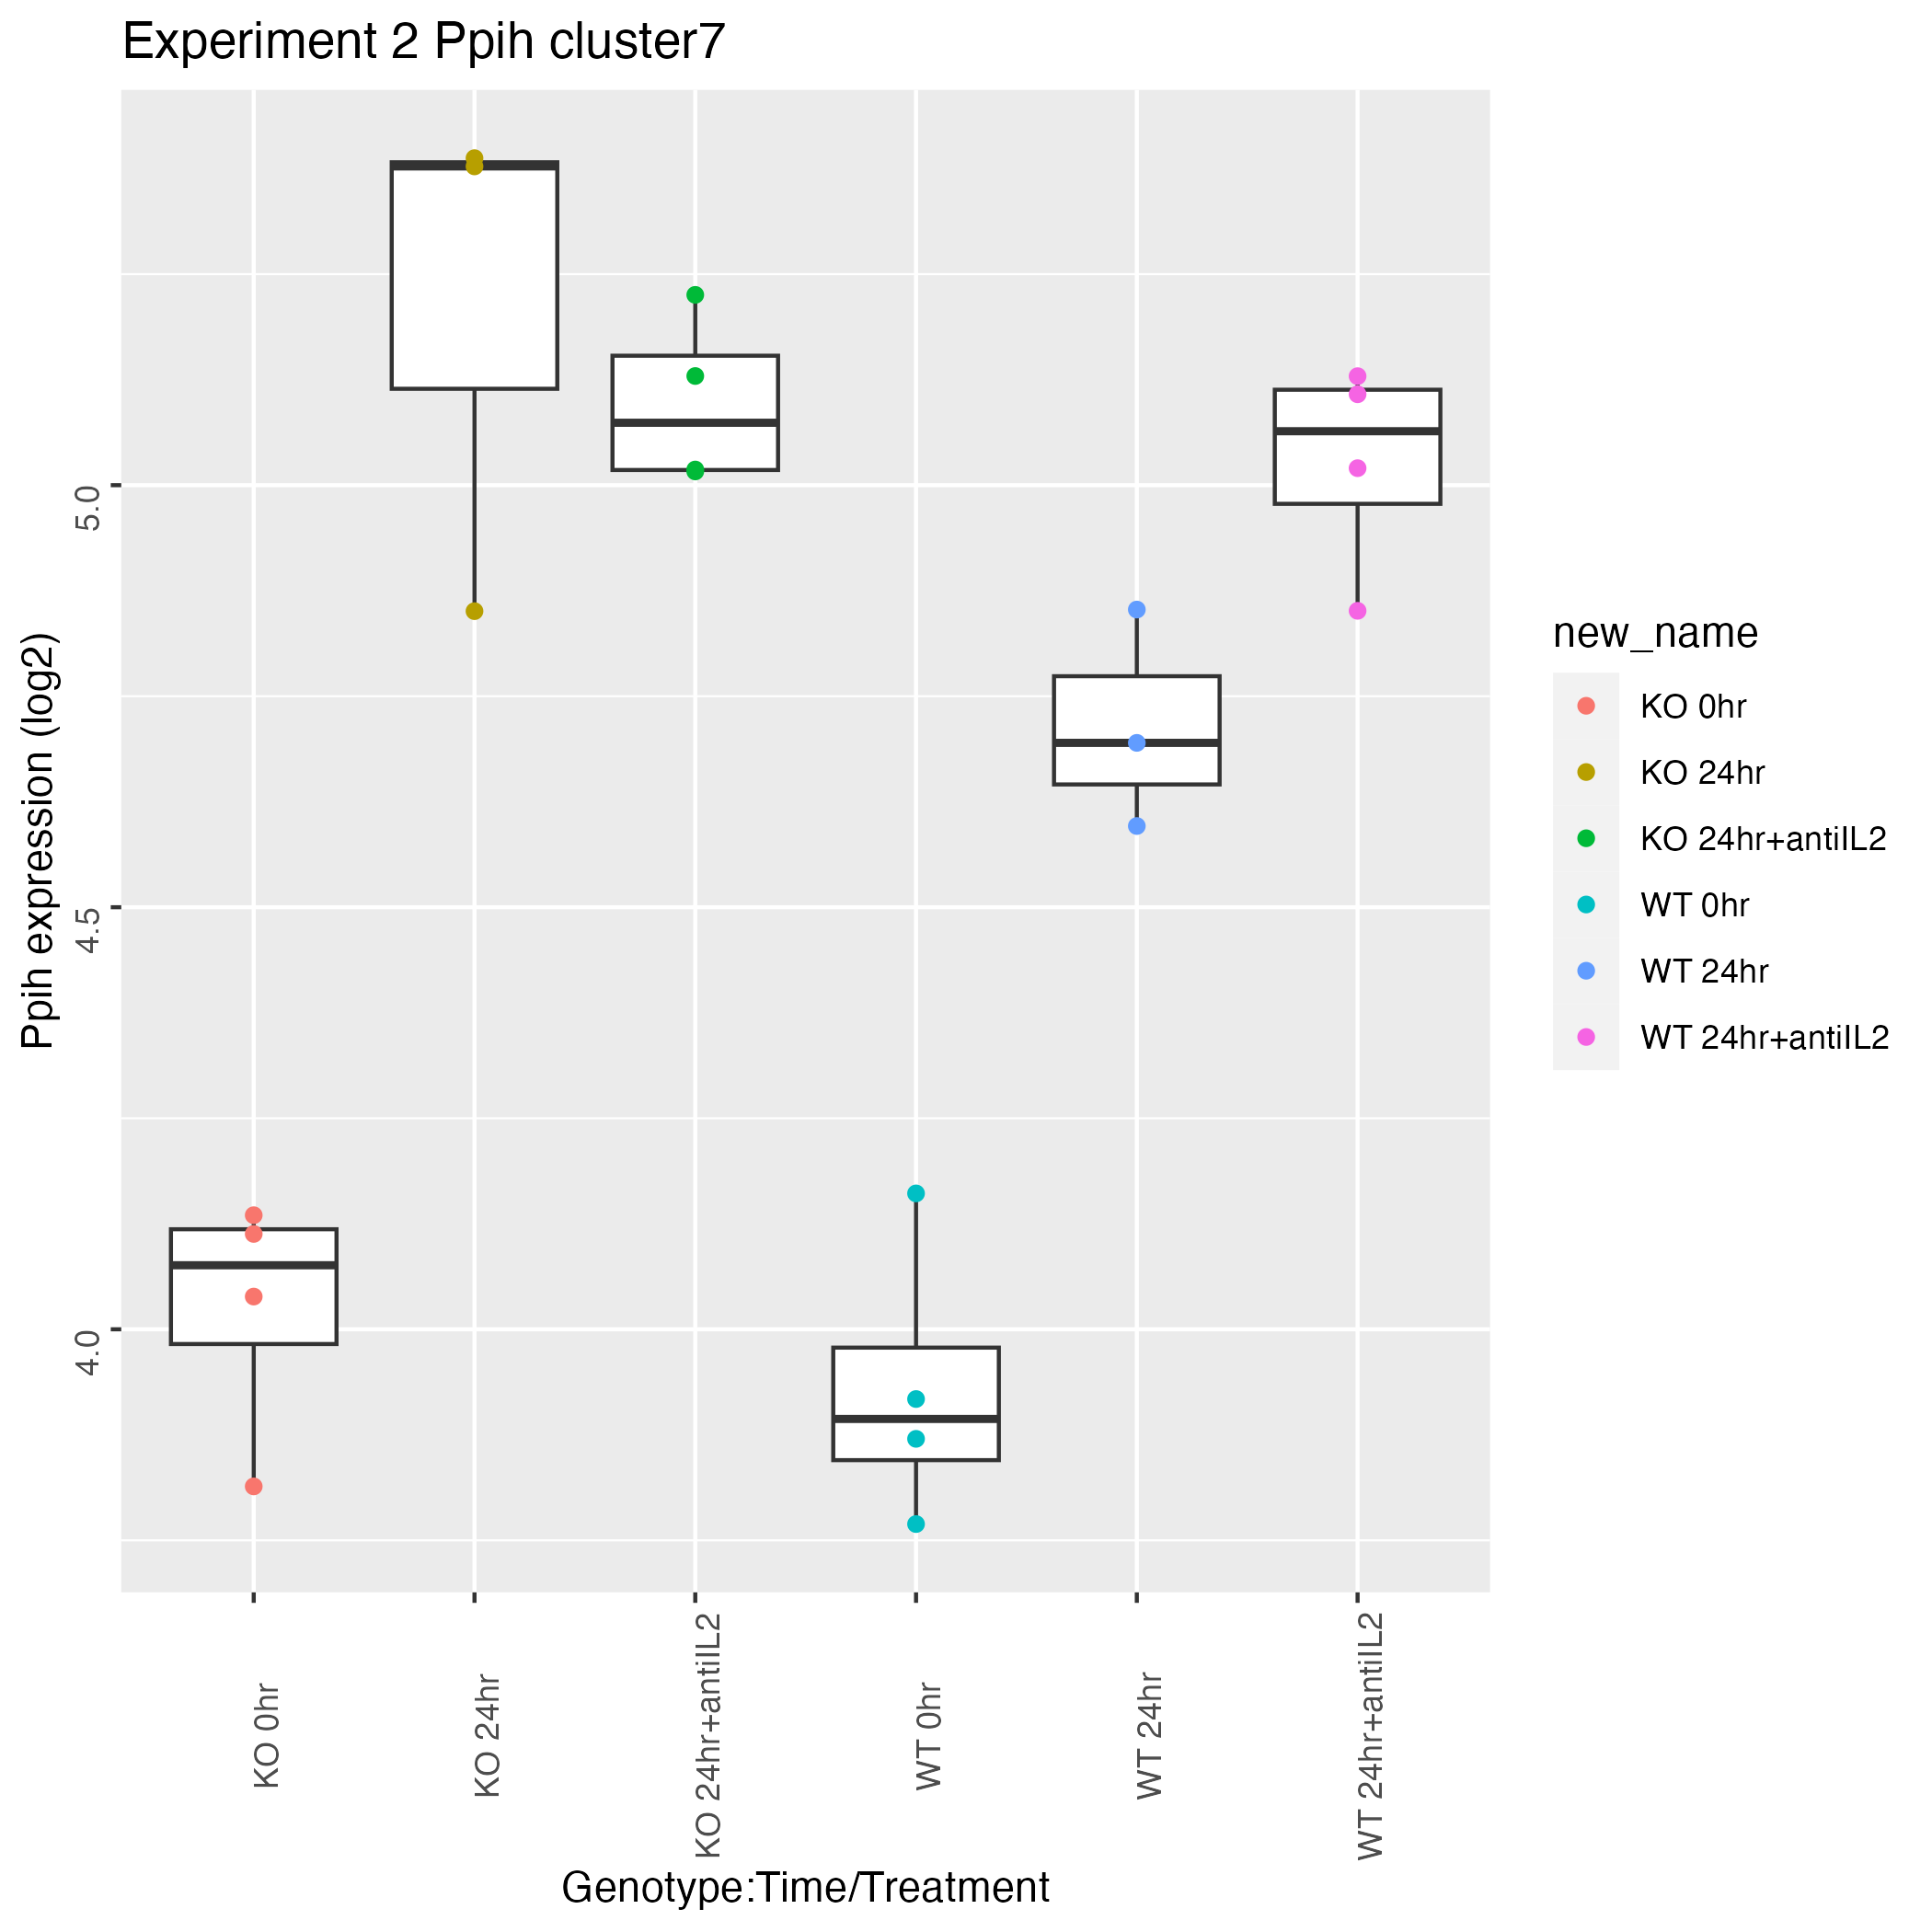 Experiment 2 Ppih cluster7
Ppih expression (log2)
5.0
4.5
4.0
KO 0hr
KO 24hr
KO 24hr+antiIL2
WT 0hr
WT 24hr
WT 24hr+antiIL2
Genotype:Time/Treatment
new_name
KO 0hr
KO 24hr
KO 24hr+antiIL2
WT 0hr
WT 24hr
WT 24hr+antiIL2